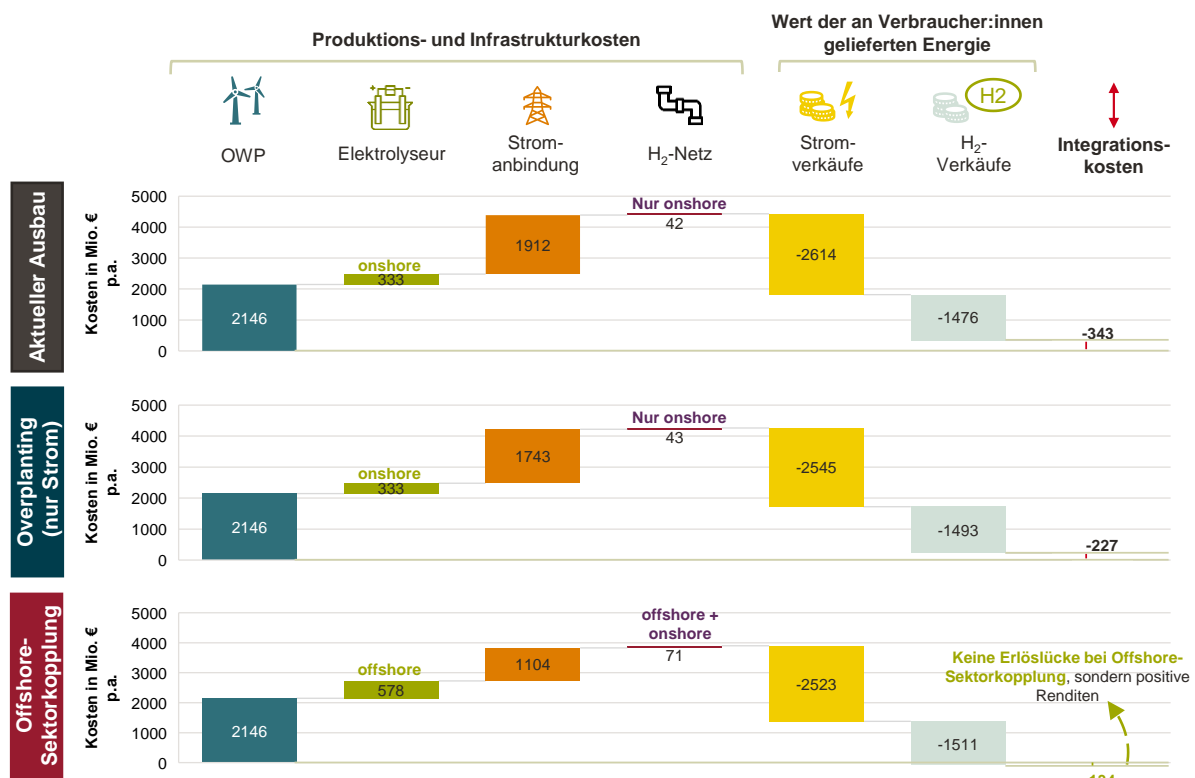 Produktions- und Infrastrukturkosten
Wert der an Verbraucher:innen
gelieferten Energie
H2
OWP
Elektrolyseur
Strom-
anbindung
H₂-Netz
Strom-
verkäufe
H₂-
Verkäufe
Integrations-
kosten
Aktueller Ausbau
Kosten in Mio. €
p.a.
5000
4000
3000
2000
1000
0
2146
onshore
333
1912
Nur onshore
42
-2614
-1476
-343
Overplanting
(nur Strom)
Kosten in Mio. €
p.a.
5000
4000
3000
2000
1000
0
2146
onshore
333
1743
Nur onshore
43
-2545
-1493
-227
Offshore-
Sektorkopplung
Kosten in Mio. €
p.a.
5000
4000
3000
2000
1000
0
2146
offshore
578
1104
offshore +
onshore
71
-2523
-1511
Keine Erlöslücke bei Offshore-
Sektorkopplung, sondern positive
Renditen